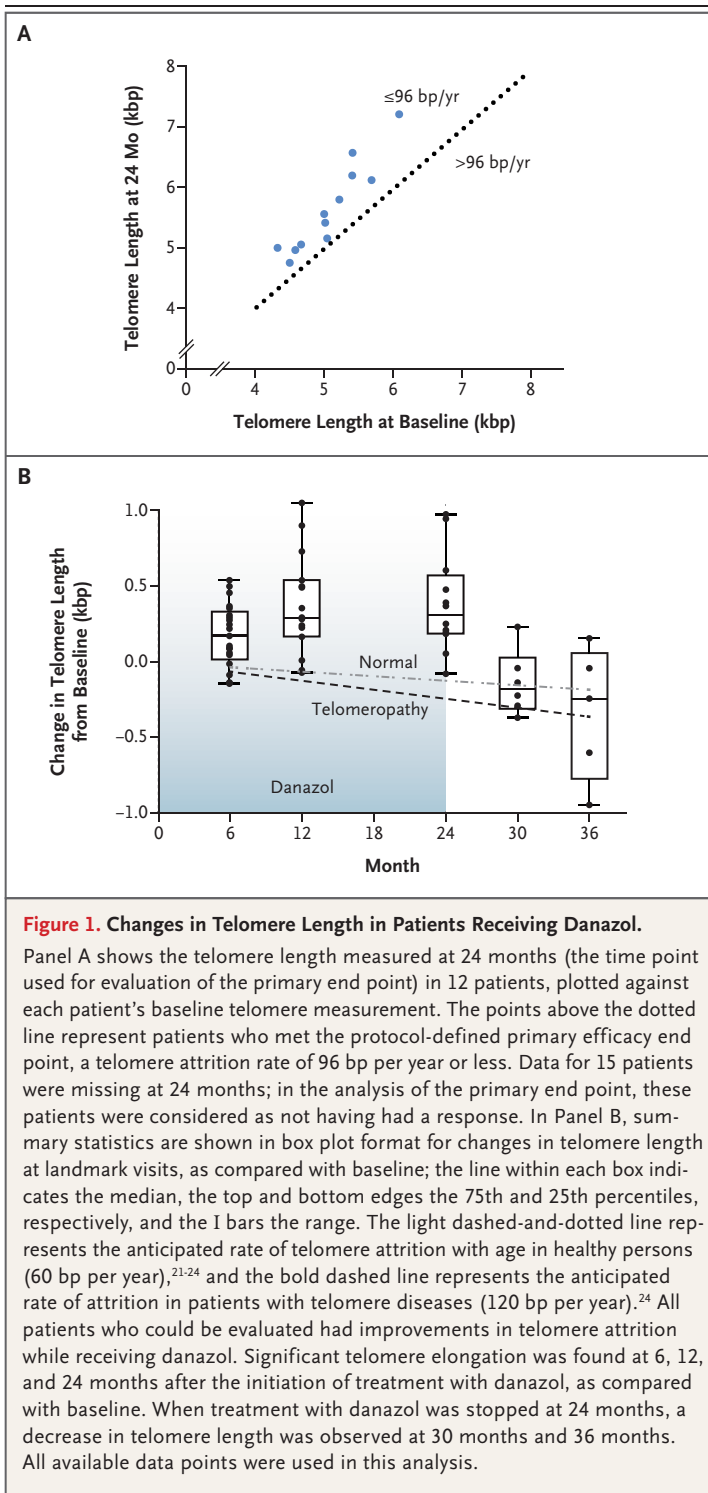 A
8
7
6
5
4
0
Telomere Length at 24 Mo (kbp)
≤96 bp/yr
>96 bp/yr
0 4 5 6 7 8
Telomere Length at Baseline (kbp)
B
1.0
0.5
0.0
−0.5
−1.0
Change in Telomere Length
from Baseline (kbp)
Normal
Telomeropathy
Danazol
0 6 12 18 24 30 36
Month
Figure 1. Changes in Telomere Length in Patients Receiving Danazol.
Panel A shows the telomere length measured at 24 months (the time point
used for evaluation of the primary end point) in 12 patients, plotted against
each patient’s baseline telomere measurement. The points above the dotted
line represent patients who met the protocol-defined primary efficacy end
point, a telomere attrition rate of 96 bp per year or less. Data for 15 patients
were missing at 24 months; in the analysis of the primary end point, these
patients were considered as not having had a response. In Panel B, sum-
mary statistics are shown in box plot format for changes in telomere length
at landmark visits, as compared with baseline; the line within each box indi-
cates the median, the top and bottom edges the 75th and 25th percentiles,
respectively, and the I bars the range. The light dashed-and-dotted line rep-
resents the anticipated rate of telomere attrition with age in healthy persons
(60 bp per year),21-24 and the bold dashed line represents the anticipated
rate of attrition in patients with telomere diseases (120 bp per year).24 All
patients who could be evaluated had improvements in telomere attrition
while receiving danazol. Significant telomere elongation was found at 6, 12,
and 24 months after the initiation of treatment with danazol, as compared
with baseline. When treatment with danazol was stopped at 24 months, a
decrease in telomere length was observed at 30 months and 36 months.
All available data points were used in this analysis.